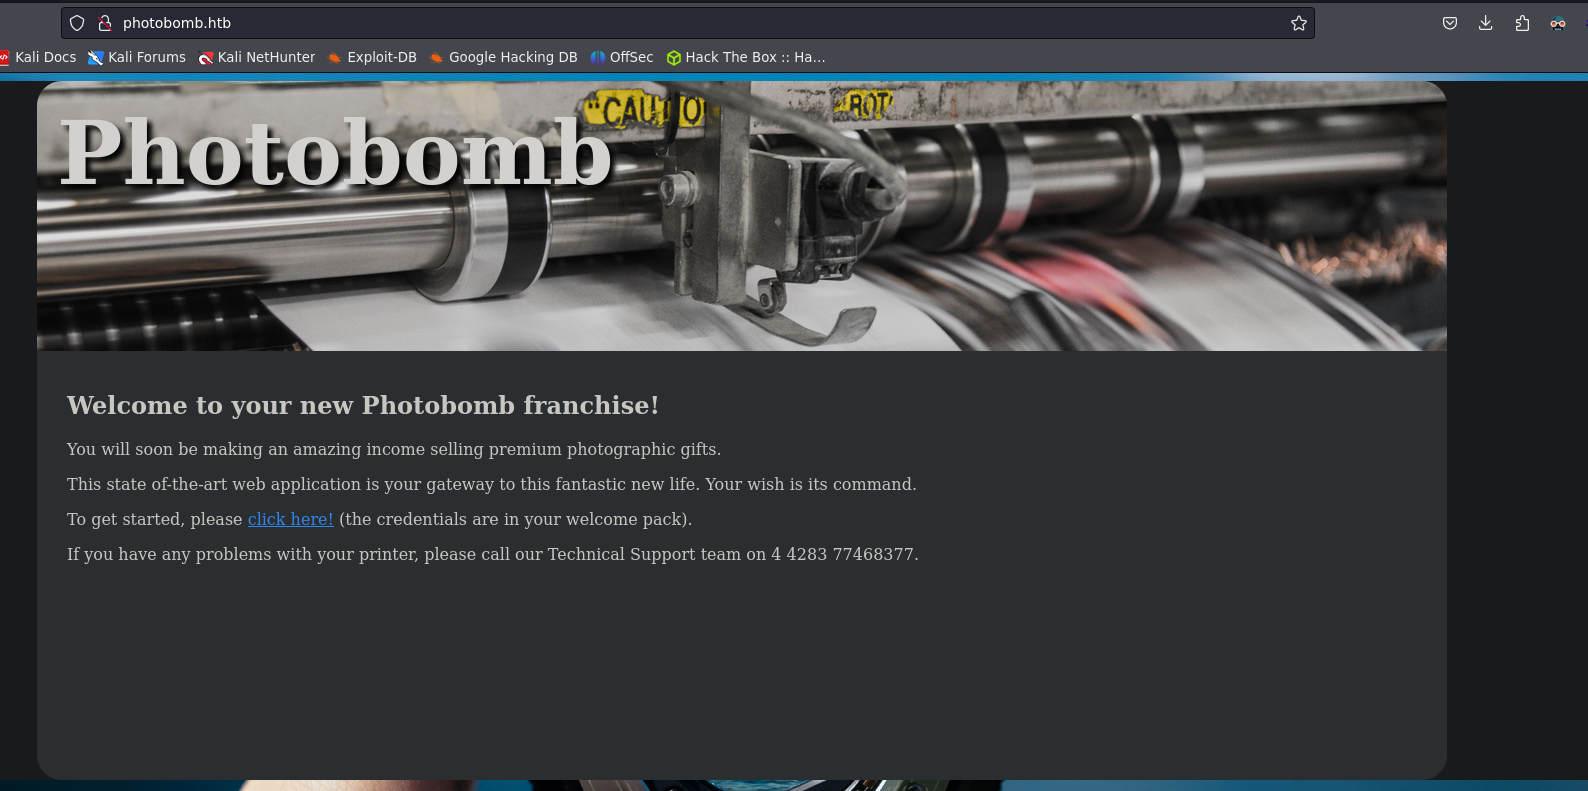 photobomb.htb
Kali Docs Kali Forums Kali NetHunter Exploit-DB Google Hacking DB OffSec Hack The Box :: Ha…
"CAUTIO
ROT
Photobomb
Welcome to your new Photobomb franchise!
You will soon be making an amazing income selling premium photographic gifts.
This state of-the-art web application is your gateway to this fantastic new life. Your wish is its command.
To get started, please click here! (the credentials are in your welcome pack).
If you have any problems with your printer, please call our Technical Support team on 4 4283 77468377.